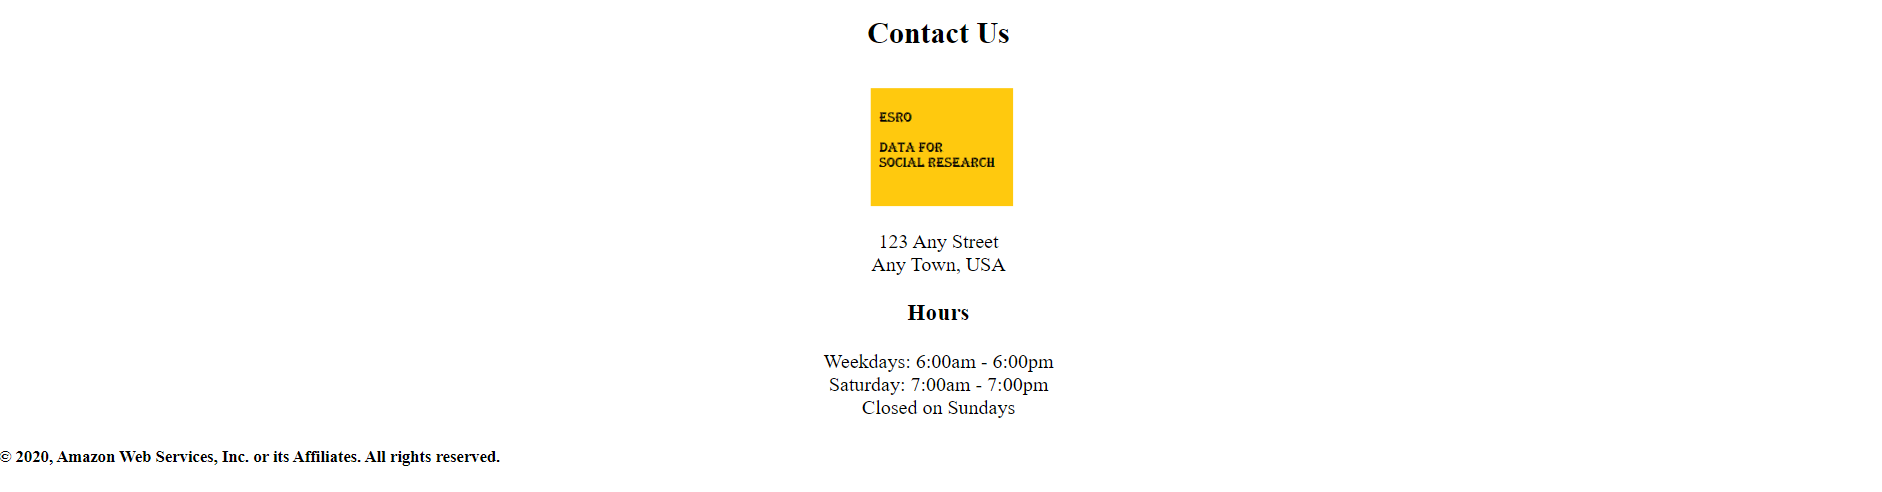 Contact Us
ESRO
DATA FOR
SOCIAL RESEARCH
123 Any Street
Any Town, USA
Hours
Weekdays: 6:00am - 6:00pm
Saturday: 7:00am - 7:00pm
Closed on Sundays
© 2020, Amazon Web Services, Inc. or its Affiliates. All rights reserved.